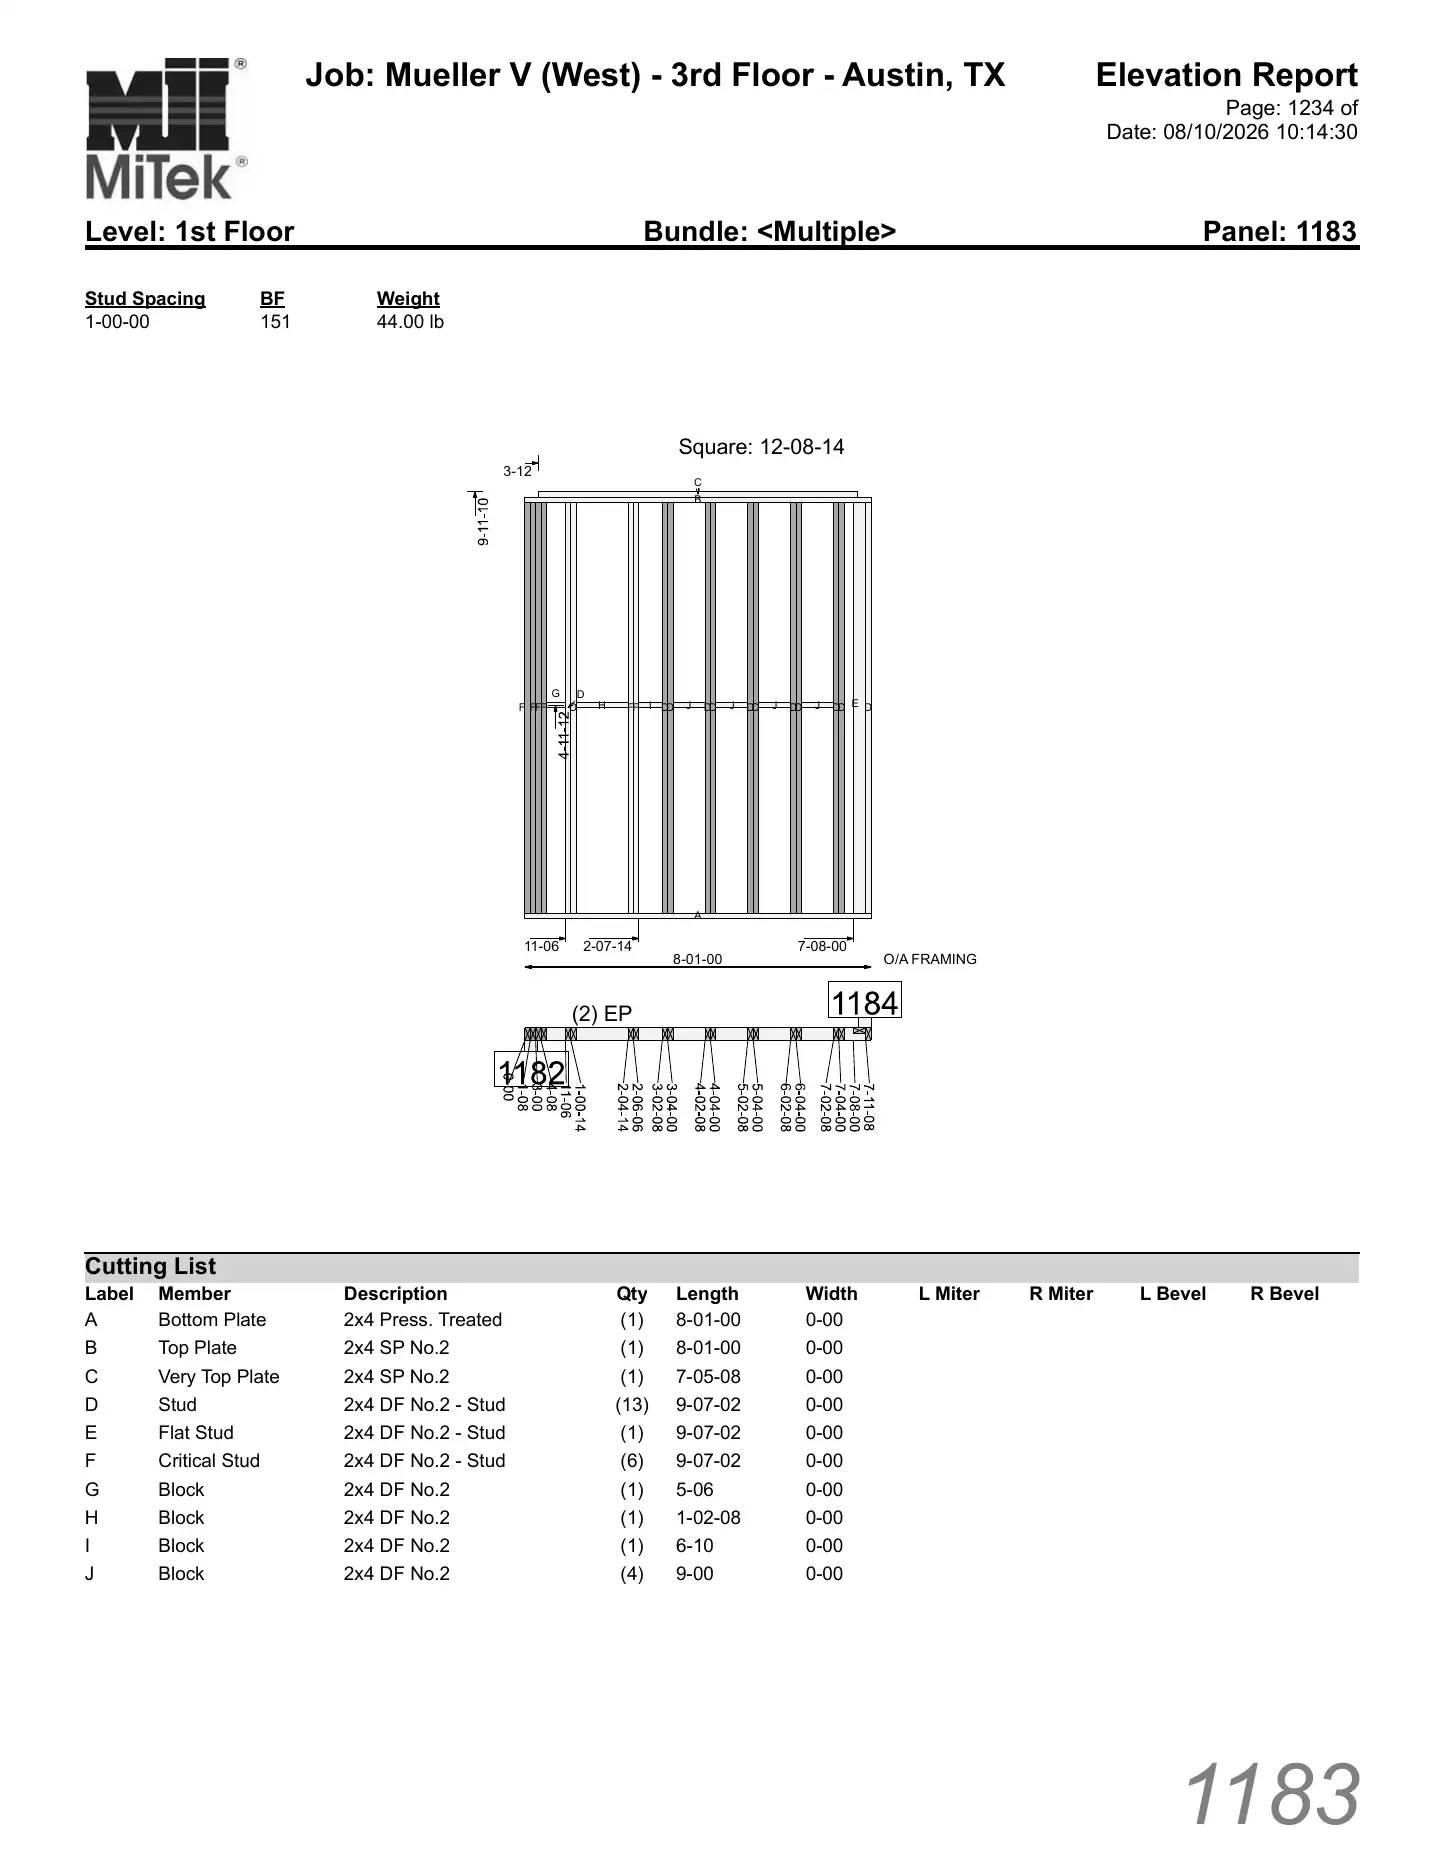 Job: Mueller V (West) - 3rd Floor - Austin, TX
Elevation Report
Page: 1234 of
Date: 08/10/2026 10:14:30
MiTek®
Level: 1st Floor Bundle: <Multiple> Panel: 1183
Stud Spacing BF Weight
1-00-00 151 44.00 lb
Square: 12-08-14
3-12
C
B
9-11-10
G D
F F F H F I D D J D D J D D J D D J D D E D
4-11-12
A
11-06 2-07-14 7-08-00
8-01-00 O/A FRAMING
1184
(2) EP
1182
1-08 3-00 4-08 11-06 1-00-14 2-04-14 2-06-06 3-02-08 3-04-00 4-02-08 4-04-00 5-02-08 5-04-00 6-02-08 6-04-00 7-02-08 7-04-00 7-08-00 7-11-08
Cutting List
Label Member Description Qty Length Width L Miter R Miter L Bevel R Bevel
A Bottom Plate 2x4 Press. Treated (1) 8-01-00 0-00
B Top Plate 2x4 SP No.2 (1) 8-01-00 0-00
C Very Top Plate 2x4 SP No.2 (1) 7-05-08 0-00
D Stud 2x4 DF No.2 - Stud (13) 9-07-02 0-00
E Flat Stud 2x4 DF No.2 - Stud (1) 9-07-02 0-00
F Critical Stud 2x4 DF No.2 - Stud (6) 9-07-02 0-00
G Block 2x4 DF No.2 (1) 5-06 0-00
H Block 2x4 DF No.2 (1) 1-02-08 0-00
I Block 2x4 DF No.2 (1) 6-10 0-00
J Block 2x4 DF No.2 (4) 9-00 0-00
1183